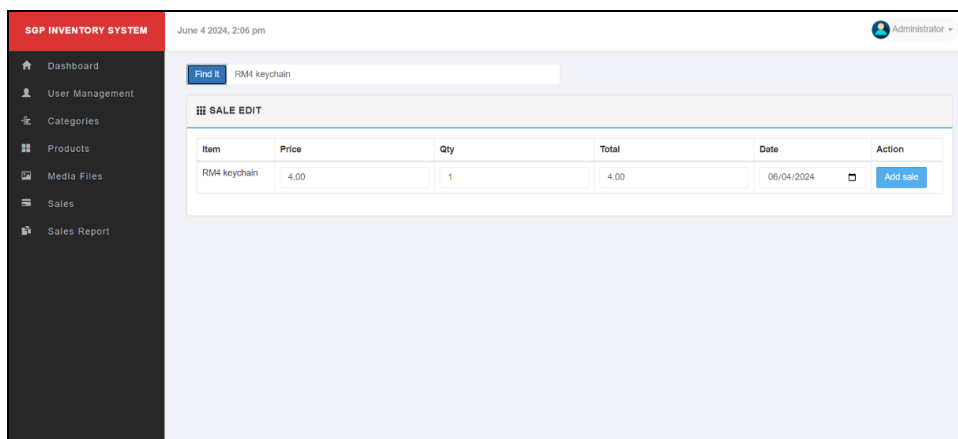 SGP INVENTORY SYSTEM
June 4 2024, 2:06 pm
Administrator
Dashboard
User Management
Categories
Products
Media Files
Sales
Sales Report
Find It RM4 keychain
SALE EDIT
Item Price Qty Total Date Action
RM4 keychain 4.00 1 4.00 06/04/2024 Add sale